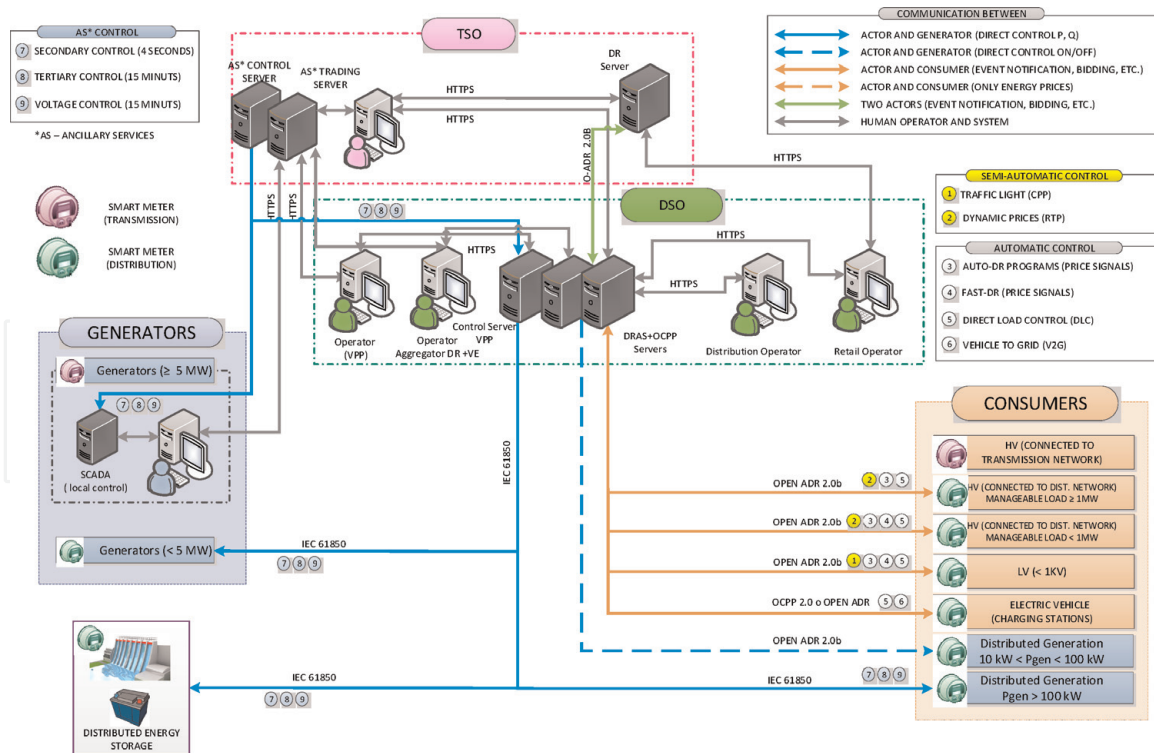 AS* CONTROL
7 SECONDARY CONTROL (4 SECONDS)
8 TERTIARY CONTROL (15 MINUTS)
9 VOLTAGE CONTROL (15 MINUTS)
*AS – ANCILLARY SERVICES
SMART METER
(TRANSMISSION)
SMART METER
(DISTRIBUTION)
TSO
AS* CONTROL
SERVER
AS* TRADING
SERVER
DR
Server
HTTPS
HTTPS
O-ADR 2.0B
HTTPS
HTTPS
HTTPS
COMMUNICATION BETWEEN
ACTOR AND GENERATOR (DIRECT CONTROL P, Q)
ACTOR AND GENERATOR (DIRECT CONTROL ON/OFF)
ACTOR AND CONSUMER (EVENT NOTIFICATION, BIDDING, ETC.)
ACTOR AND CONSUMER (ONLY ENERGY PRICES)
TWO ACTORS (EVENT NOTIFICATION, BIDDING, ETC.)
HUMAN OPERATOR AND SYSTEM
SEMI-AUTOMATIC CONTROL
1 TRAFFIC LIGHT (CPP)
2 DYNAMIC PRICES (RTP)
AUTOMATIC CONTROL
3 AUTO-DR PROGRAMS (PRICE SIGNALS)
4 FAST-DR (PRICE SIGNALS)
5 DIRECT LOAD CONTROL (DLC)
6 VEHICLE TO GRID (V2G)
DSO
7 8 9
HTTPS
HTTPS
HTTPS
Operator
(VPP)
Operator
Aggregator DR +VE
Control Server
VPP
DRAS+OCPP
Servers
Distribution Operator
Retail Operator
GENERATORS
Generators (≥ 5 MW)
7 8 9
SCADA
( local control)
Generators (< 5 MW)
IEC 61850
IEC 61850
7 8 9
DISTRIBUTED ENERGY
STORAGE
IEC 61850
7 8 9
CONSUMERS
HV (CONNECTED TO
TRANSMISSION NETWORK)
OPEN ADR 2.0b 2 3 5
HV (CONNECTED TO DIST. NETWORK)
MANAGEABLE LOAD ≥ 1MW
OPEN ADR 2.0b 2 3 4 5
HV (CONNECTED TO DIST. NETWORK)
MANAGEABLE LOAD < 1MW
OPEN ADR 2.0b 1 3 4 5
LV (< 1KV)
OCPP 2.0 o OPEN ADR 5 6
ELECTRIC VEHICLE
(CHARGING STATIONS)
OPEN ADR 2.0b
Distributed Generation
10 kW < Pgen < 100 kW
IEC 61850 7 8 9
Distributed Generation
Pgen > 100 kW